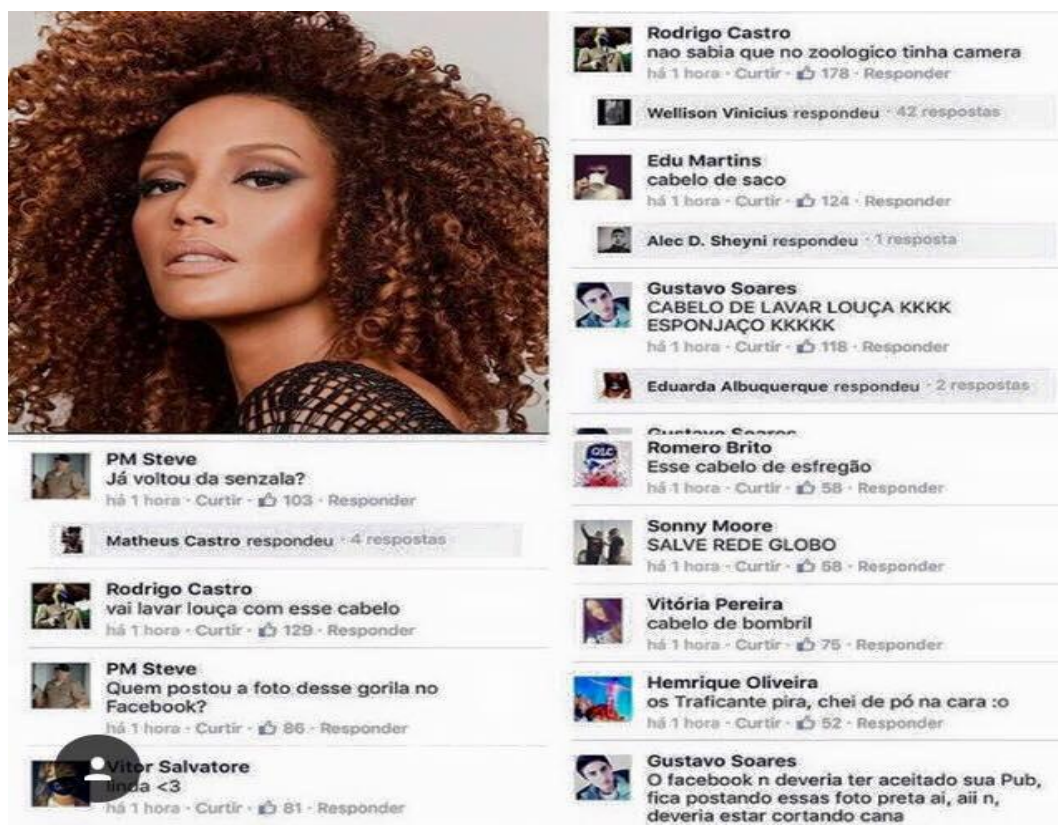 PM Steve
Já voltou da senzala?
há 1 hora · Curtir · 103 · Responder
Matheus Castro respondeu · 4 respostas
Rodrigo Castro
vai lavar louça com esse cabelo
há 1 hora · Curtir · 129 · Responder
PM Steve
Quem postou a foto desse gorila no
Facebook?
há 1 hora · Curtir · 86 · Responder
Vitor Salvatore
linda <3
há 1 hora · Curtir · 81 · Responder
Rodrigo Castro
nao sabia que no zoologico tinha camera
há 1 hora · Curtir · 178 · Responder
Wellison Vinicius respondeu · 42 respostas
Edu Martins
cabelo de saco
há 1 hora · Curtir · 124 · Responder
Alec D. Sheyni respondeu · 1 resposta
Gustavo Soares
CABELO DE LAVAR LOUÇA KKKK
ESPONJAÇO KKKKK
há 1 hora · Curtir · 118 · Responder
Eduarda Albuquerque respondeu · 2 respostas
Gustavo Soares
Romero Brito
Esse cabelo de esfregão
há 1 hora · Curtir · 58 · Responder
Sonny Moore
SALVE REDE GLOBO
há 1 hora · Curtir · 58 · Responder
Vitória Pereira
cabelo de bombril
há 1 hora · Curtir · 75 · Responder
Hemrique Oliveira
os Traficante pira, chei de pó na cara :o
há 1 hora · Curtir · 52 · Responder
Gustavo Soares
O facebook n deveria ter aceitado sua Pub,
fica postando essas foto preta ai, aii n,
deveria estar cortando cana